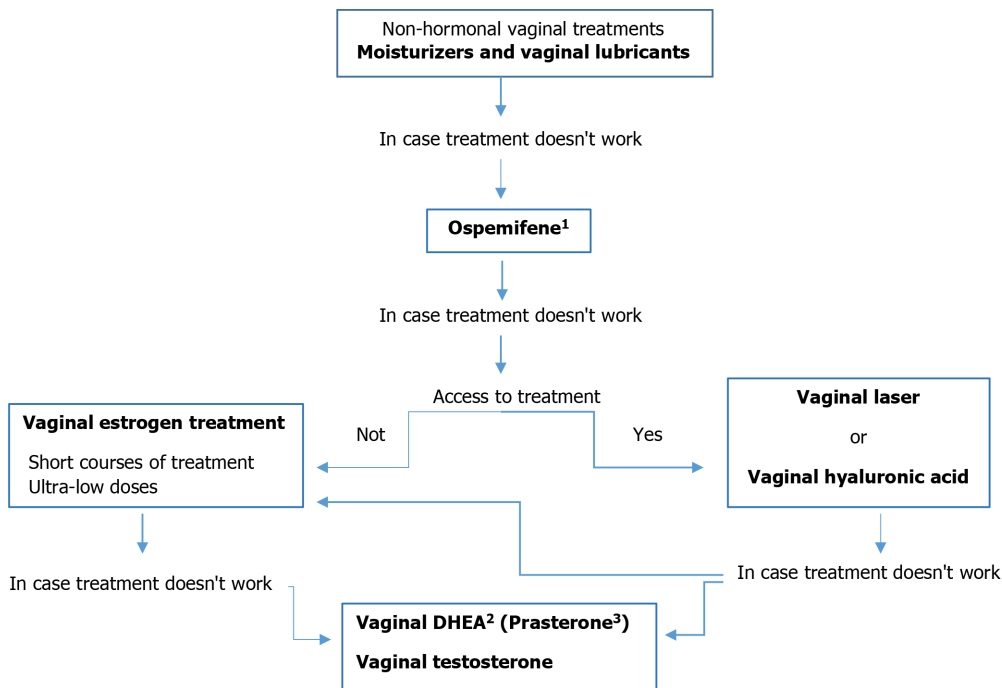 Non-hormonal vaginal treatments
Moisturizers and vaginal lubricants
In case treatment doesn't work
Ospemifene¹
In case treatment doesn't work
Access to treatment
Not
Yes
Vaginal estrogen treatment
Short courses of treatment
Ultra-low doses
Vaginal laser
or
Vaginal hyaluronic acid
In case treatment doesn't work
In case treatment doesn't work
Vaginal DHEA² (Prasterone³)
Vaginal testosterone